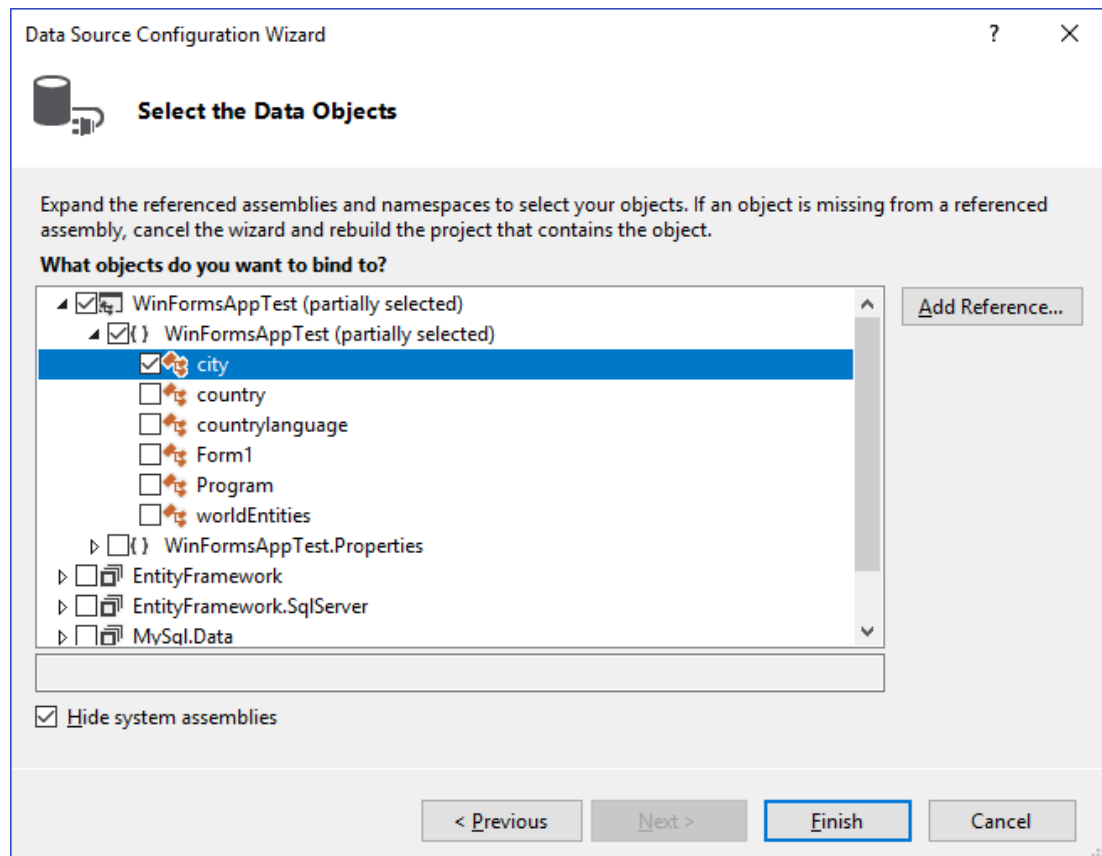 Data Source Configuration Wizard
?
Select the Data Objects
Expand the referenced assemblies and namespaces to select your objects. If an object is missing from a referenced
assembly, cancel the wizard and rebuild the project that contains the object.
What objects do you want to bind to?
WinFormsAppTest (partially selected)
Add Reference...
{ } WinFormsAppTest (partially selected)
city
country
countrylanguage
Form1
Program
worldEntities
{ } WinFormsAppTest.Properties
EntityFramework
EntityFramework.SqlServer
MySql.Data
Hide system assemblies
< Previous
Next >
Finish
Cancel